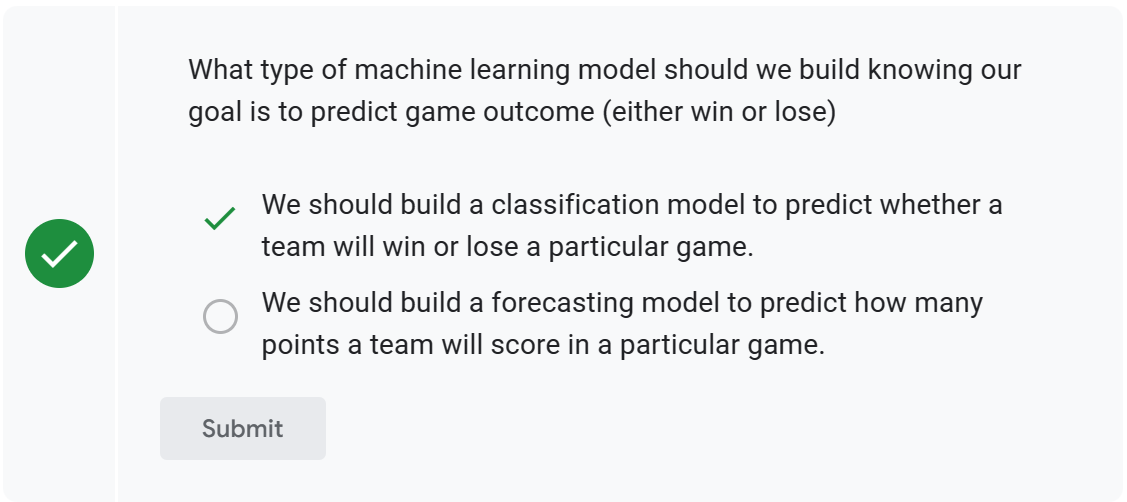 What type of machine learning model should we build knowing our
goal is to predict game outcome (either win or lose)
We should build a classification model to predict whether a
team will win or lose a particular game.
We should build a forecasting model to predict how many
points a team will score in a particular game.
Submit